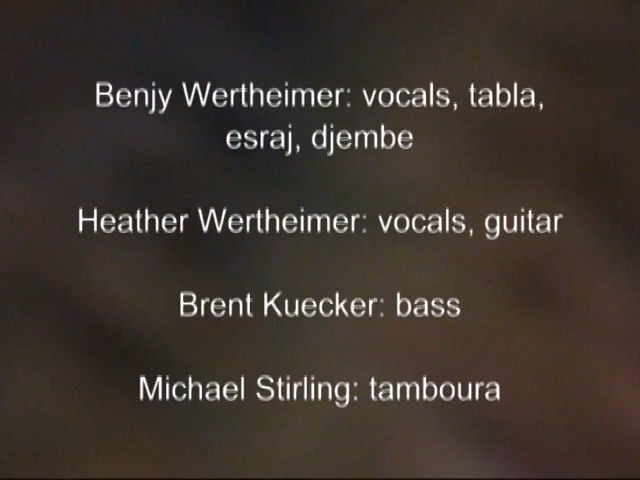 Benjy Wertheimer: vocals, tabla,
esraj, djembe
Heather Wertheimer: vocals, guitar
Brent Kuecker: bass
Michael Stirling: tamboura